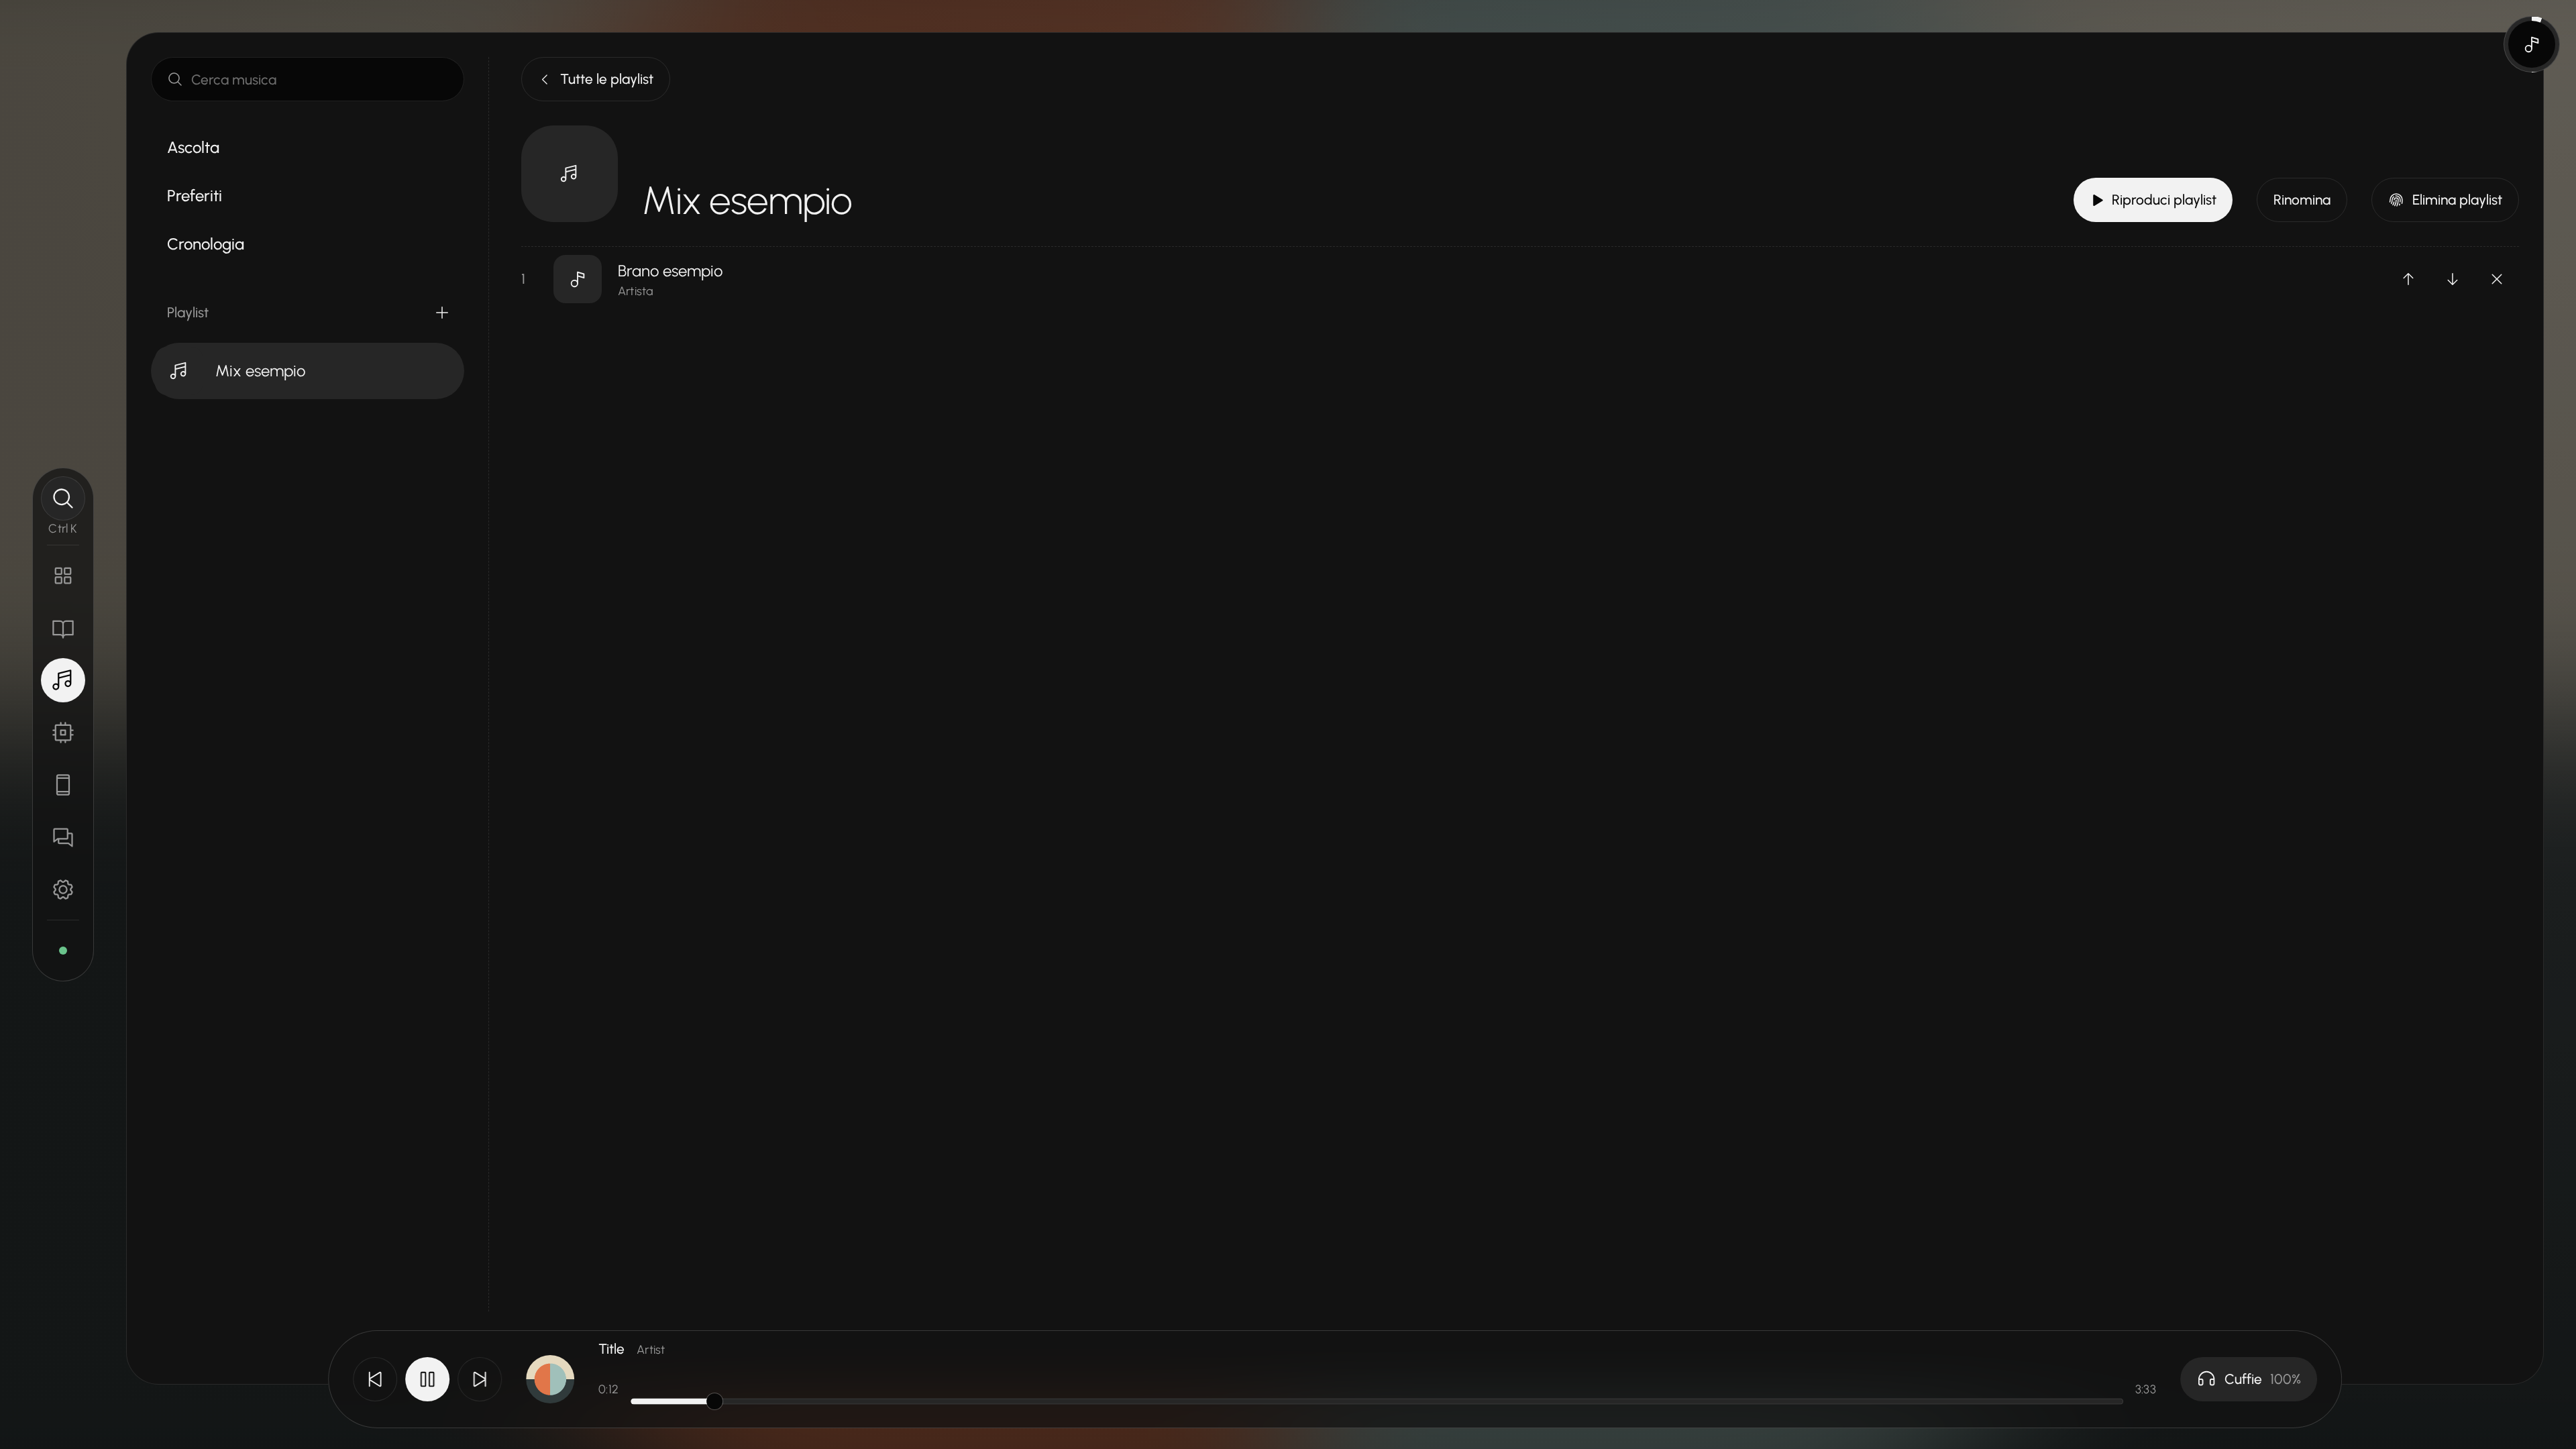 Cerca musica
Tutte le playlist
Ascolta
Preferiti
Cronologia
Playlist
Mix esempio
Mix esempio
Riproduci playlist
Rinomina
Elimina playlist
1
Brano esempio
Artista
Ctrl K
Title Artist
0:12
3:33
Cuffie 100%